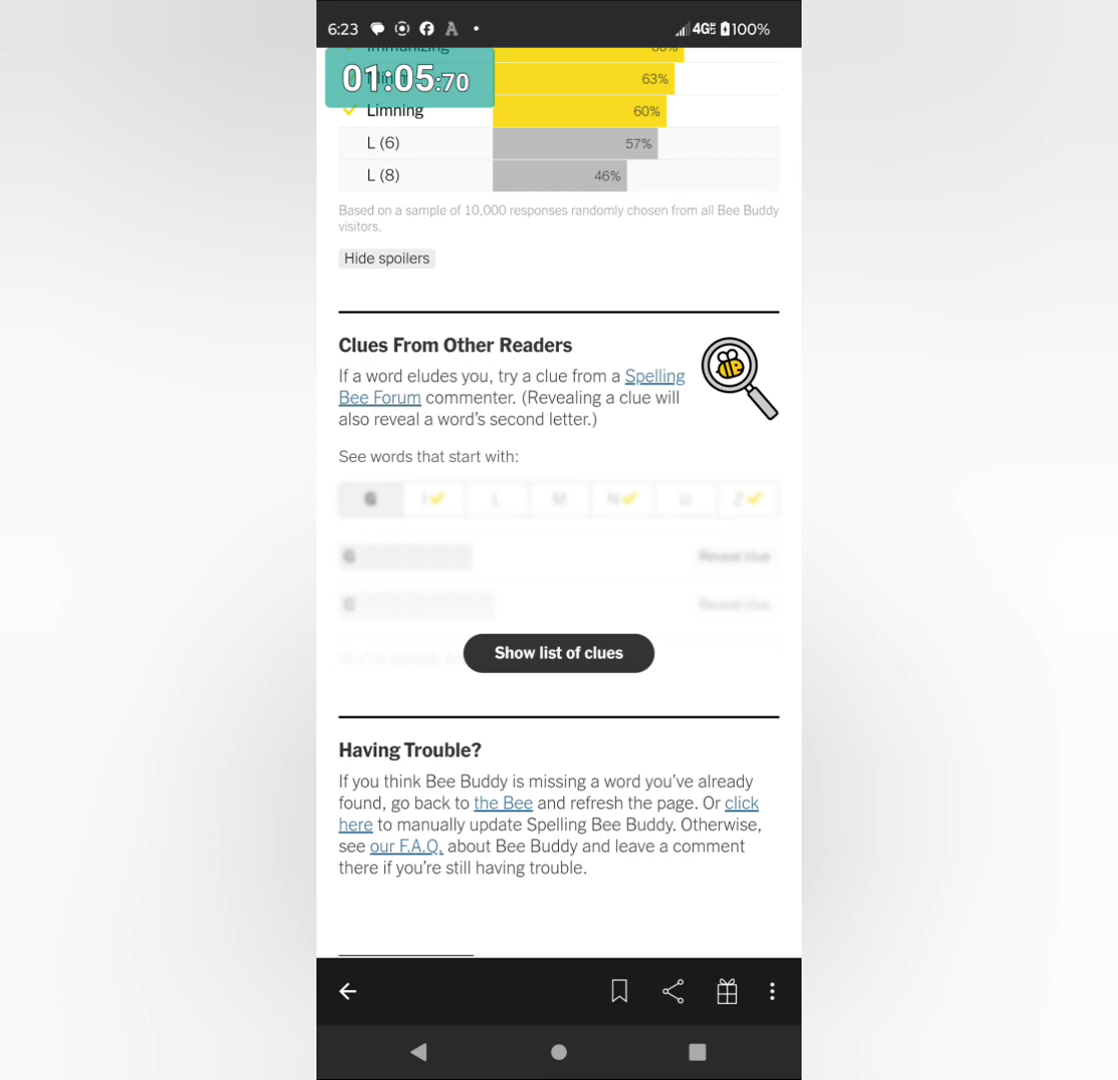 6:23 4G 100%
Immunizing
01:05:70 63%
Limning 60%
L (6) 57%
L (8) 46%
Based on a sample of 10,000 responses randomly chosen from all Bee Buddy
visitors.
Hide spoilers
Clues From Other Readers
If a word eludes you, try a clue from a Spelling
Bee Forum commenter. (Revealing a clue will
also reveal a word's second letter.)
See words that start with:
G I L M N U Z
G Reveal clue
G Reveal clue
Show list of clues
Having Trouble?
If you think Bee Buddy is missing a word you've already
found, go back to the Bee and refresh the page. Or click
here to manually update Spelling Bee Buddy. Otherwise,
see our F.A.Q. about Bee Buddy and leave a comment
there if you're still having trouble.